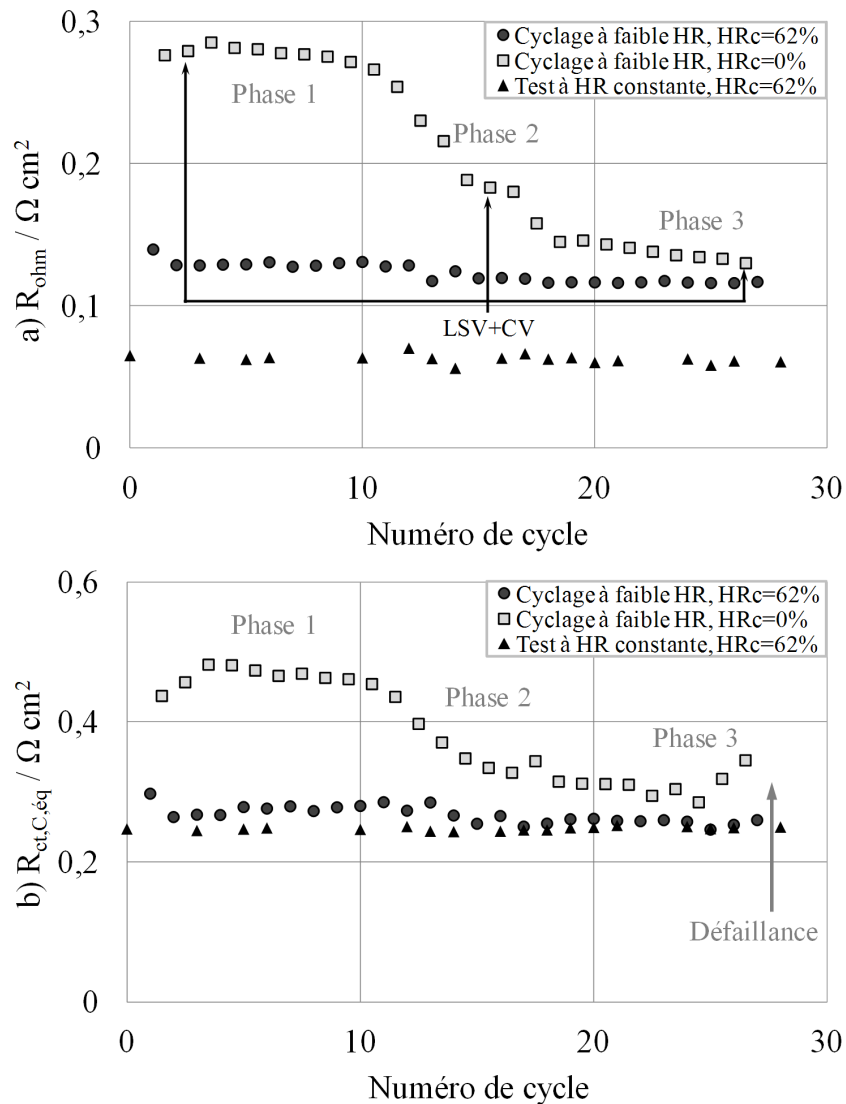 0,3
0,2
0,1
0
a) Rohm / Ω cm²
Cyclage à faible HR, HRc=62%
Cyclage à faible HR, HRc=0%
Test à HR constante, HRc=62%
Phase 1
Phase 2
Phase 3
LSV+CV
0 10 20 30
Numéro de cycle
0,6
0,4
0,2
0
b) Rct,C,éq / Ω cm²
Cyclage à faible HR, HRc=62%
Cyclage à faible HR, HRc=0%
Test à HR constante, HRc=62%
Phase 1
Phase 2
Phase 3
Défaillance
0 10 20 30
Numéro de cycle